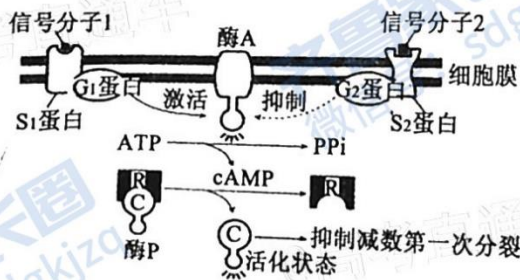 信号分子1
信号分子2
酶A
G1蛋白
G2蛋白
细胞膜
激活
抑制
S1蛋白
S2蛋白
ATP
PPi
cAMP
R
C
R
酶P
C
抑制减数第一次分裂
活化状态